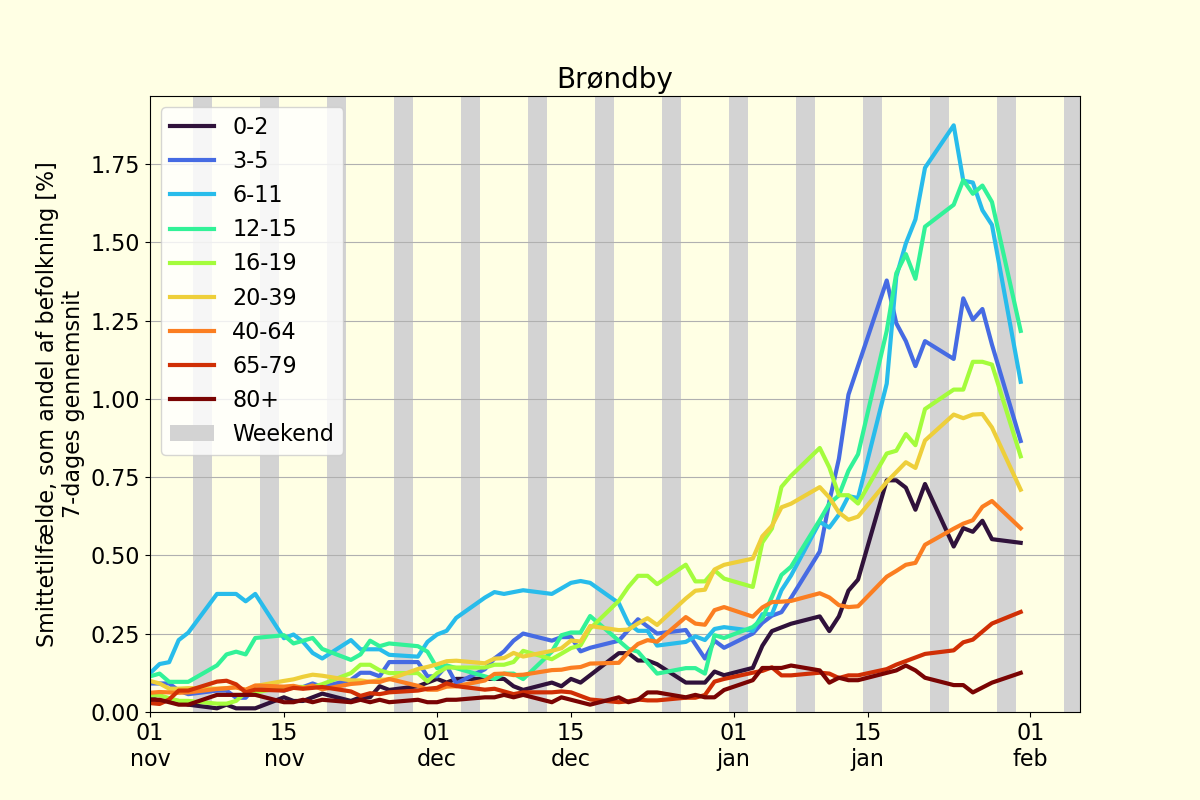 Brøndby
Smittetilfælde, som andel af befolkning [%]
7-dages gennemsnit
1.75
1.50
1.25
1.00
0.75
0.50
0.25
0.00
0-2
3-5
6-11
12-15
16-19
20-39
40-64
65-79
80+
Weekend
01 15 01 15 01 15 01
nov nov dec dec jan jan feb